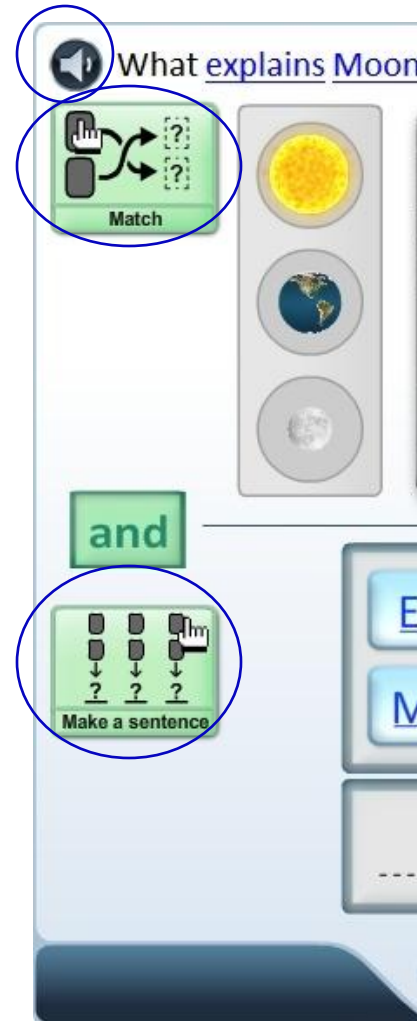 What explains Moon
?
?
Match
and
? ? ?
Make a sentence
E
M
----